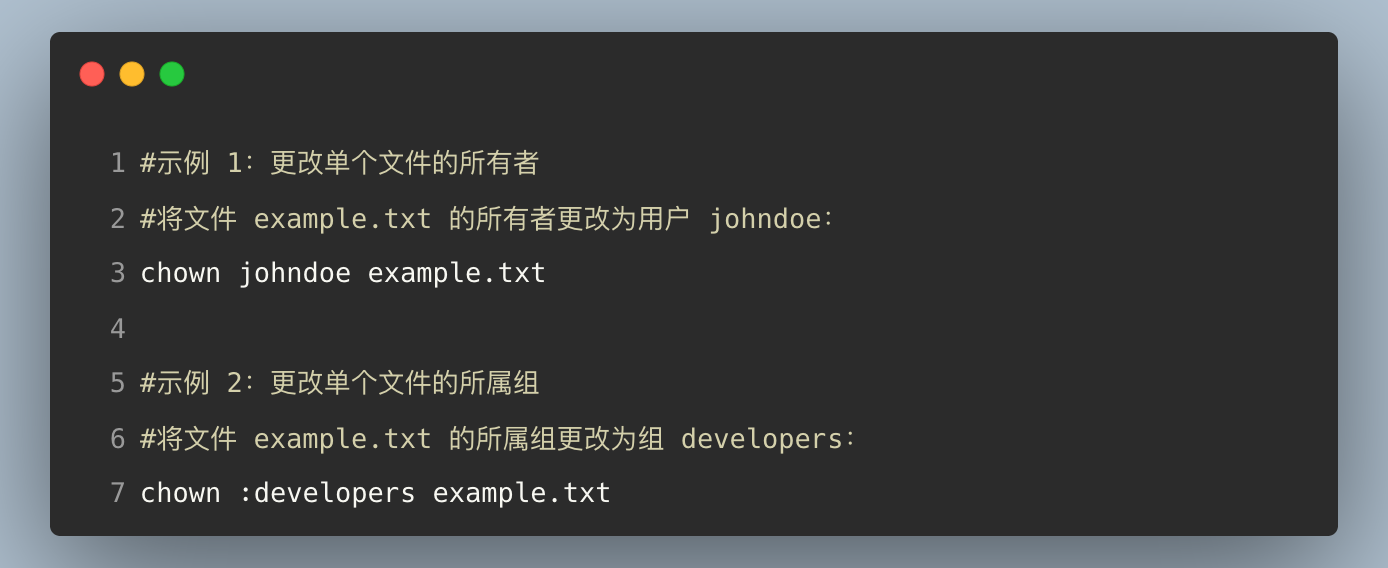 1 #示例 1：更改单个文件的所有者
2 #将文件 example.txt 的所有者更改为用户 johndoe：
3 chown johndoe example.txt
4
5 #示例 2：更改单个文件的所属组
6 #将文件 example.txt 的所属组更改为组 developers：
7 chown :developers example.txt